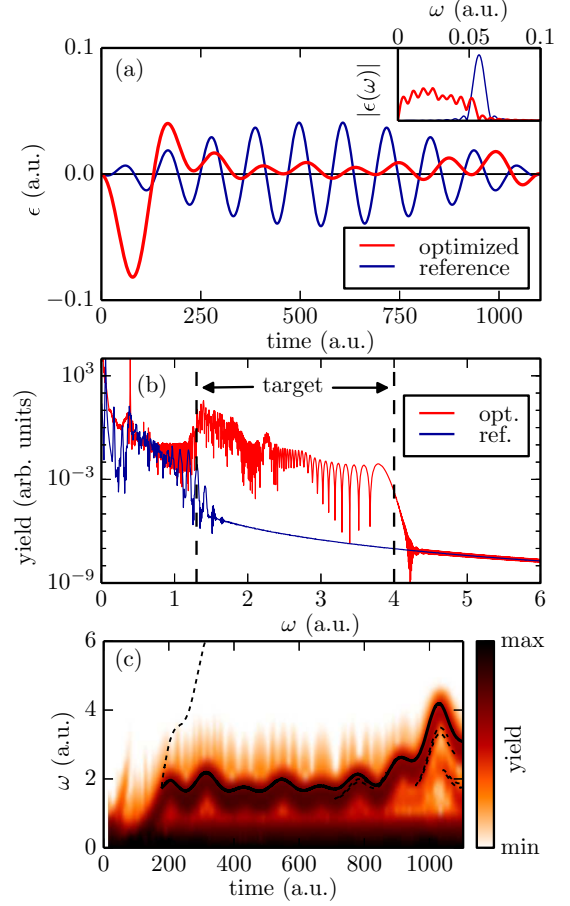 ω (a.u.)
0 0.05 0.1
|ϵ(ω)|
(a)
0.1
0.0
−0.1
ϵ (a.u.)
optimized
reference
0 250 500 750 1000
time (a.u.)
(b)
target
opt.
ref.
10³
10⁻³
10⁻⁹
yield (arb. units)
0 1 2 3 4 5 6
ω (a.u.)
(c)
6
4
2
0
ω (a.u.)
max
yield
min
0 200 400 600 800 1000
time (a.u.)